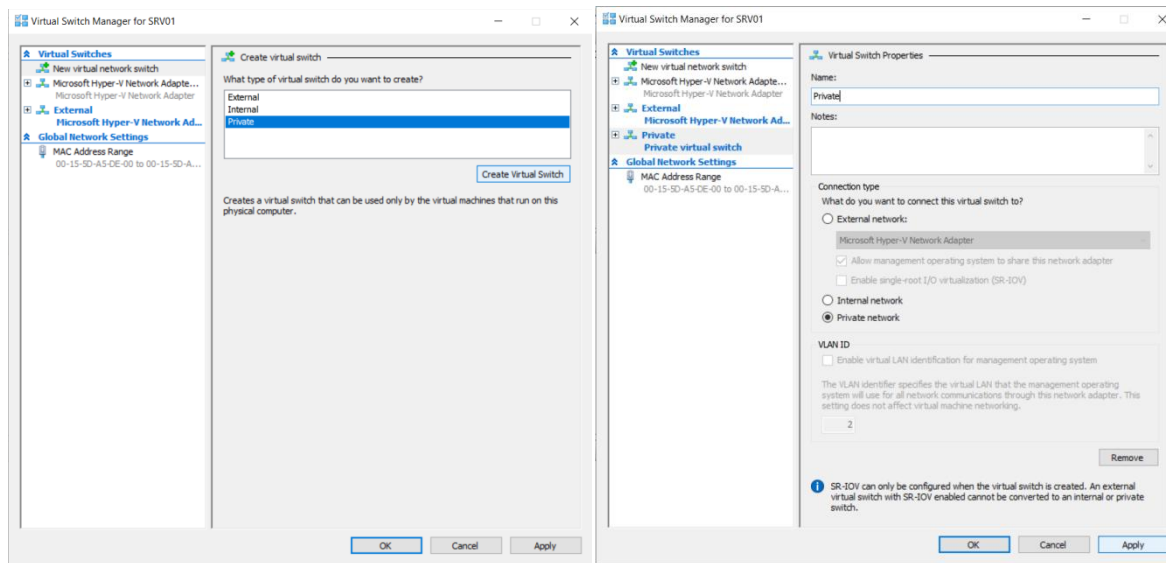 Virtual Switch Manager for SRV01
Virtual Switches
New virtual network switch
Microsoft Hyper-V Network Adapte...
Microsoft Hyper-V Network Adapter
External
Microsoft Hyper-V Network Ad...
Global Network Settings
MAC Address Range
00-15-5D-A5-DE-00 to 00-15-5D-A...
Create virtual switch
What type of virtual switch do you want to create?
External
Internal
Private
Create Virtual Switch
Creates a virtual switch that can be used only by the virtual machines that run on this
physical computer.
OK Cancel Apply
Virtual Switch Manager for SRV01
Virtual Switches
New virtual network switch
Microsoft Hyper-V Network Adapte...
Microsoft Hyper-V Network Adapter
External
Microsoft Hyper-V Network Ad...
Private
Private virtual switch
Global Network Settings
MAC Address Range
00-15-5D-A5-DE-00 to 00-15-5D-A...
Virtual Switch Properties
Name:
Private
Notes:
Connection type
What do you want to connect this virtual switch to?
External network:
Microsoft Hyper-V Network Adapter
Allow management operating system to share this network adapter
Enable single-root I/O virtualization (SR-IOV)
Internal network
Private network
VLAN ID
Enable virtual LAN identification for management operating system
The VLAN identifier specifies the virtual LAN that the management operating
system will use for all network communications through this network adapter. This
setting does not affect virtual machine networking.
2
Remove
SR-IOV can only be configured when the virtual switch is created. An external
virtual switch with SR-IOV enabled cannot be converted to an internal or private
switch.
OK Cancel Apply